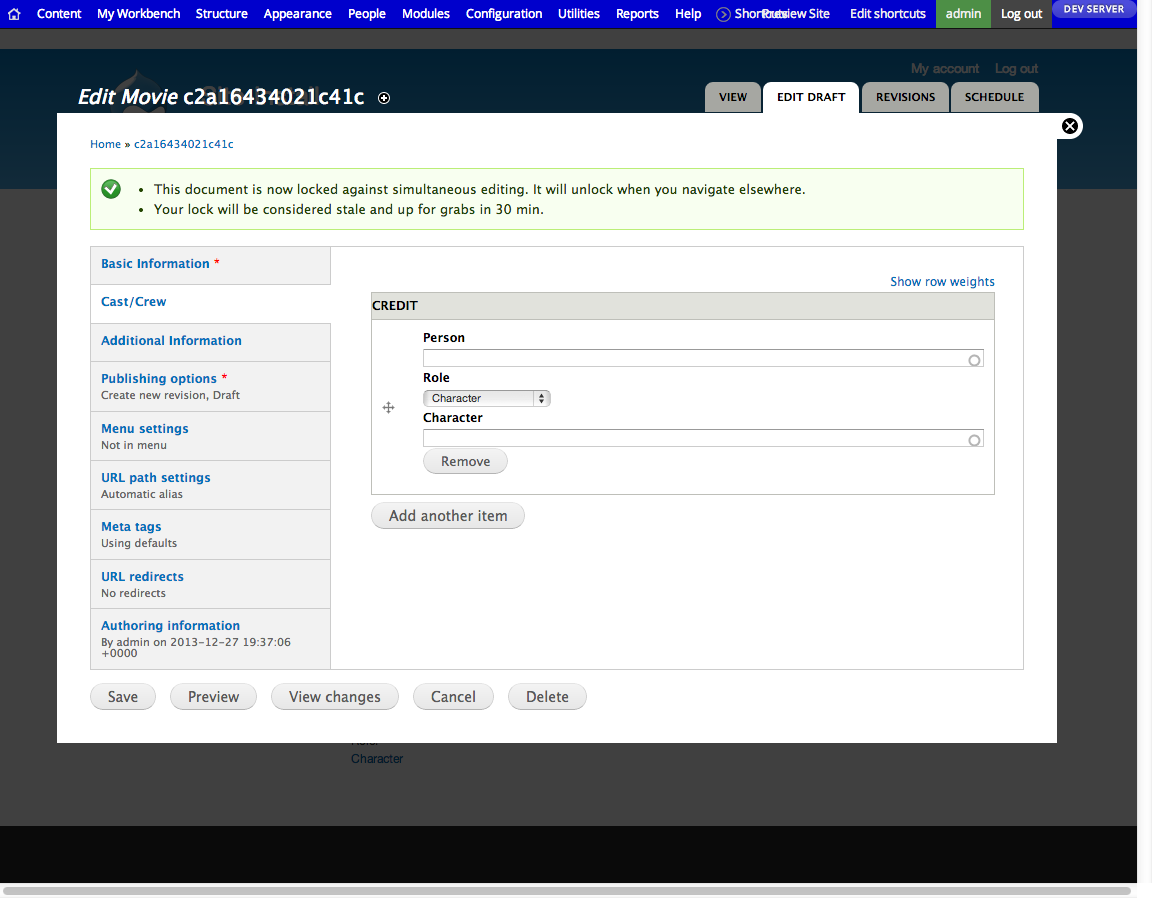 Content My Workbench Structure Appearance People Modules Configuration Utilities Reports Help Shortcuts Preview Site Edit shortcuts admin Log out DEV SERVER
My account Log out
Edit Movie c2a16434021c41c
VIEW EDIT DRAFT REVISIONS SCHEDULE
Home » c2a16434021c41c
• This document is now locked against simultaneous editing. It will unlock when you navigate elsewhere.
• Your lock will be considered stale and up for grabs in 30 min.
Basic Information *
Cast/Crew
Additional Information
Publishing options *
Create new revision, Draft
Menu settings
Not in menu
URL path settings
Automatic alias
Meta tags
Using defaults
URL redirects
No redirects
Authoring information
By admin on 2013-12-27 19:37:06
+0000
Show row weights
CREDIT
Person
Role
Character
Character
Remove
Add another item
Save Preview View changes Cancel Delete
Character